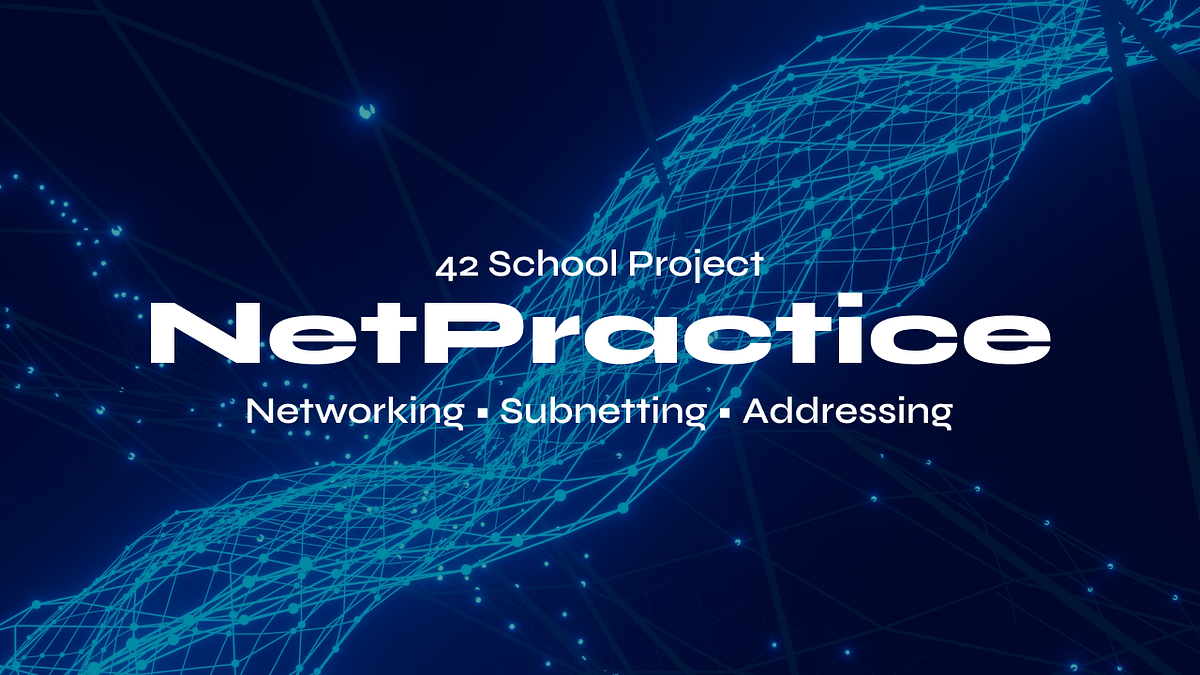 42 School Project
NetPractice
Networking ▪ Subnetting ▪ Addressing